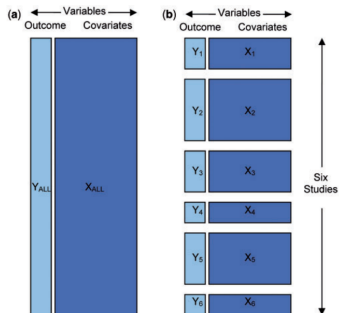 (a)
Variables
Outcome Covariates
YALL XALL
(b)
Variables
Outcome Covariates
Y1 X1
Y2 X2
Y3 X3
Y4 X4
Y5 X5
Y6 X6
Six
Studies